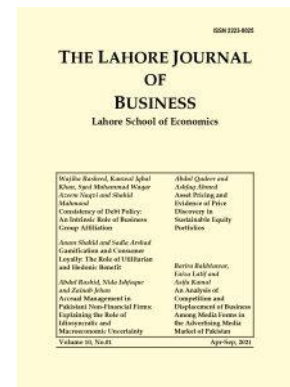 ISSN 2223-0025
THE LAHORE JOURNAL
OF
BUSINESS
Lahore School of Economics
Wajiha Rasheed, Kanwal Iqbal
Khan, Syed Muhammad Waqar
Azeem Naqvi and Shahid
Mahmood
Consistency of Debt Policy:
An Intrinsic Role of Business
Group Affiliation
Aman Shahid and Sadia Arshad
Gamification and Consumer
Loyalty: The Role of Utilitarian
and Hedonic Benefit
Abdul Rashid, Nida Ishfaque
and Zainab Jehan
Accrual Management in
Pakistani Non-Financial Firms:
Explaining the Role of
Idiosyncratic and
Macroeconomic Uncertainty
Abdul Qadeer and
Ashfaq Ahmed
Asset Pricing and
Evidence of Price
Discovery in
Sustainable Equity
Portfolios
Barira Bakhtawar,
Faiza Latif and
Asifa Kamal
An Analysis of
Competition and
Displacement of Business
Among Media Forms in
the Advertising Media
Market of Pakistan
Volume 10, No.01
Apr-Sep, 2021